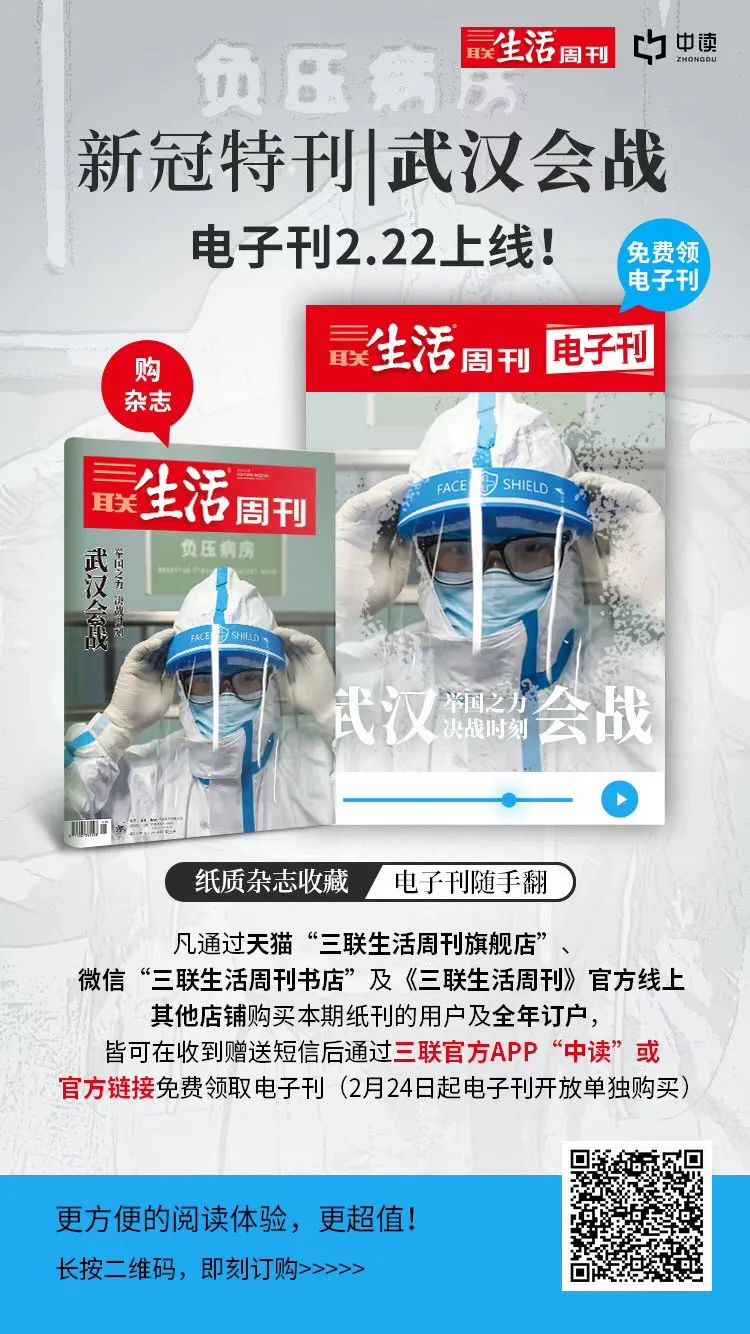 三联生活周刊
中读
ZHONGDU
负压病房
新冠特刊|武汉会战
电子刊2.22上线!
免费领
电子刊
三联生活周刊 电子刊
购
杂志
FACE SHIELD
三联生活周刊
负压病房
武汉会战
举国之力 决战时刻
FACE SHIELD
武汉 举国之力 决战时刻 会战
纸质杂志收藏 电子刊随手翻
凡通过天猫“三联生活周刊旗舰店”、
微信“三联生活周刊书店”及《三联生活周刊》官方线上
其他店铺购买本期纸刊的用户及全年订户,
皆可在收到赠送短信后通过三联官方APP“中读”或
官方链接免费领取电子刊(2月24日起电子刊开放单独购买)
更方便的阅读体验,更超值!
长按二维码,即刻订购>>>>>